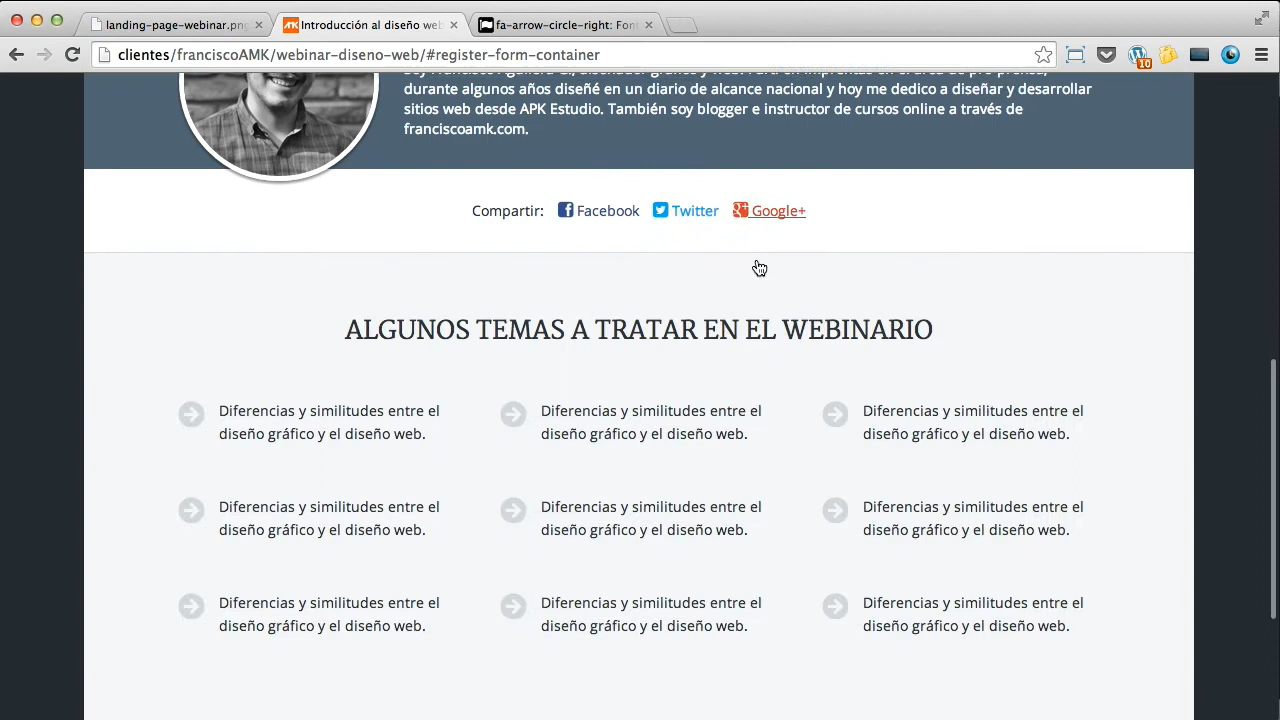 landing-page-webinar.png
Introducción al diseño web
fa-arrow-circle-right: Font
clientes/franciscoAMK/webinar-diseno-web/#register-form-container
10
durante algunos años diseñé en un diario de alcance nacional y hoy me dedico a diseñar y desarrollar
sitios web desde APK Estudio. También soy blogger e instructor de cursos online a través de
franciscoamk.com.
Compartir: Facebook Twitter Google+
ALGUNOS TEMAS A TRATAR EN EL WEBINARIO
Diferencias y similitudes entre el
diseño gráfico y el diseño web.
Diferencias y similitudes entre el
diseño gráfico y el diseño web.
Diferencias y similitudes entre el
diseño gráfico y el diseño web.
Diferencias y similitudes entre el
diseño gráfico y el diseño web.
Diferencias y similitudes entre el
diseño gráfico y el diseño web.
Diferencias y similitudes entre el
diseño gráfico y el diseño web.
Diferencias y similitudes entre el
diseño gráfico y el diseño web.
Diferencias y similitudes entre el
diseño gráfico y el diseño web.
Diferencias y similitudes entre el
diseño gráfico y el diseño web.